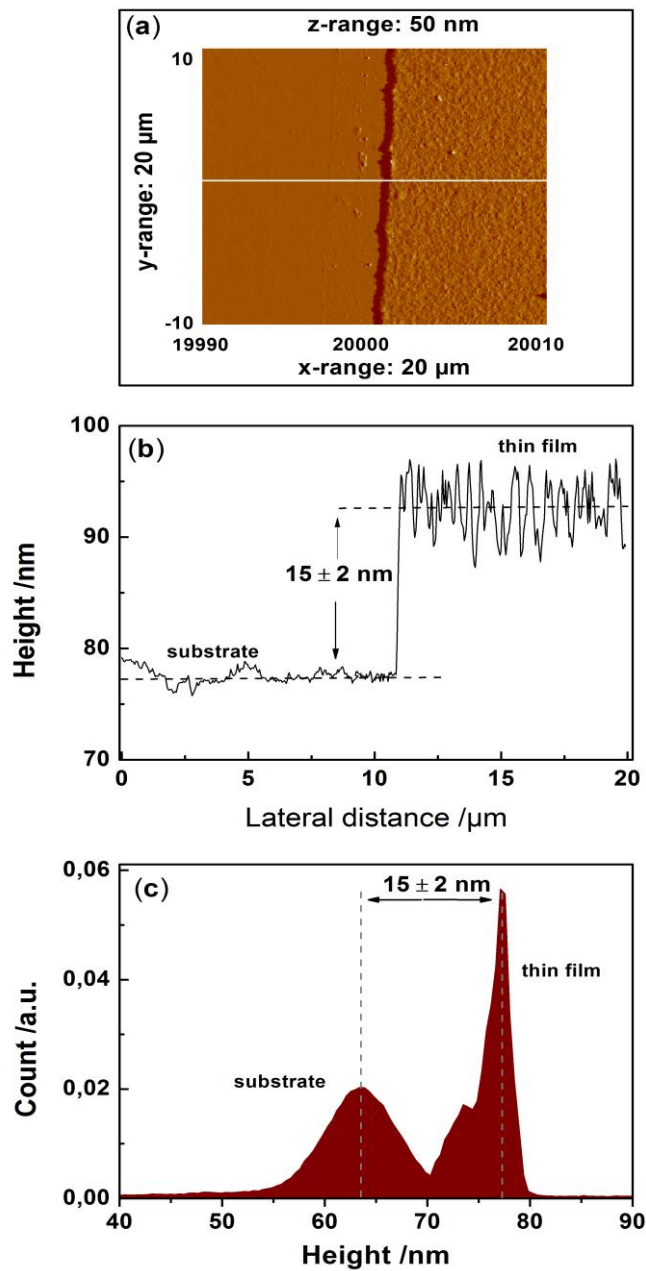 (a)
z-range: 50 nm
10
y-range: 20 µm
-10
19990 20000 20010
x-range: 20 µm
(b)
100
thin film
90
15 ± 2 nm
Height /nm
80
substrate
70
0 5 10 15 20
Lateral distance /µm
(c)
0,06
15 ± 2 nm
thin film
0,04
Count /a.u.
substrate
0,02
0,00
40 50 60 70 80 90
Height /nm